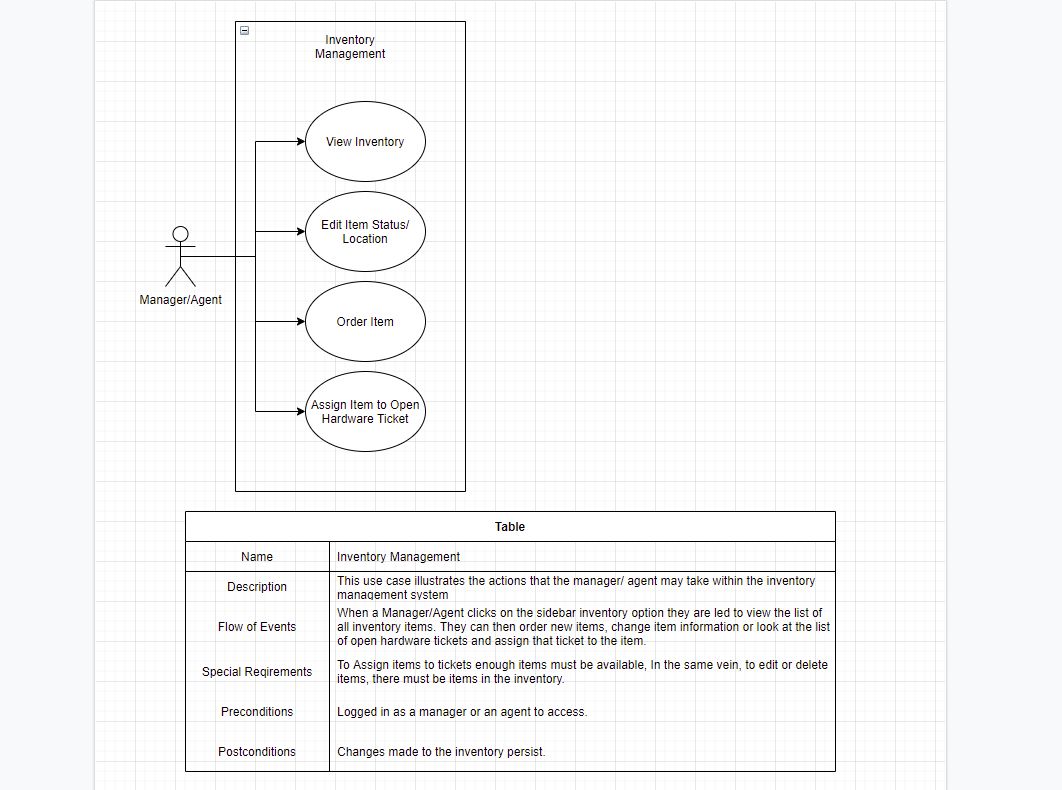 Inventory
Management
View Inventory
Edit Item Status/
Location
Manager/Agent
Order Item
Assign Item to Open
Hardware Ticket
Table
Name
Inventory Management
Description
This use case illustrates the actions that the manager/ agent may take within the inventory
management system
Flow of Events
When a Manager/Agent clicks on the sidebar inventory option they are led to view the list of
all inventory items. They can then order new items, change item information or look at the list
of open hardware tickets and assign that ticket to the item.
Special Reqirements
To Assign items to tickets enough items must be available, In the same vein, to edit or delete
items, there must be items in the inventory.
Preconditions
Logged in as a manager or an agent to access.
Postconditions
Changes made to the inventory persist.